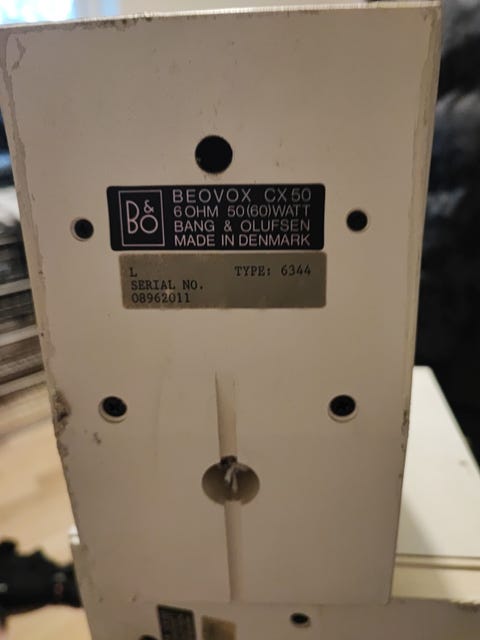 B&O
BEOVOX CX 50
6 OHM 50(60)WATT
BANG & OLUFSEN
MADE IN DENMARK
L TYPE: 6344
SERIAL NO.
08962011